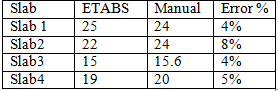 Slab ETABS Manual Error %
Slab 1 25 24 4%
Slab2 22 24 8%
Slab3 15 15.6 4%
Slab4 19 20 5%